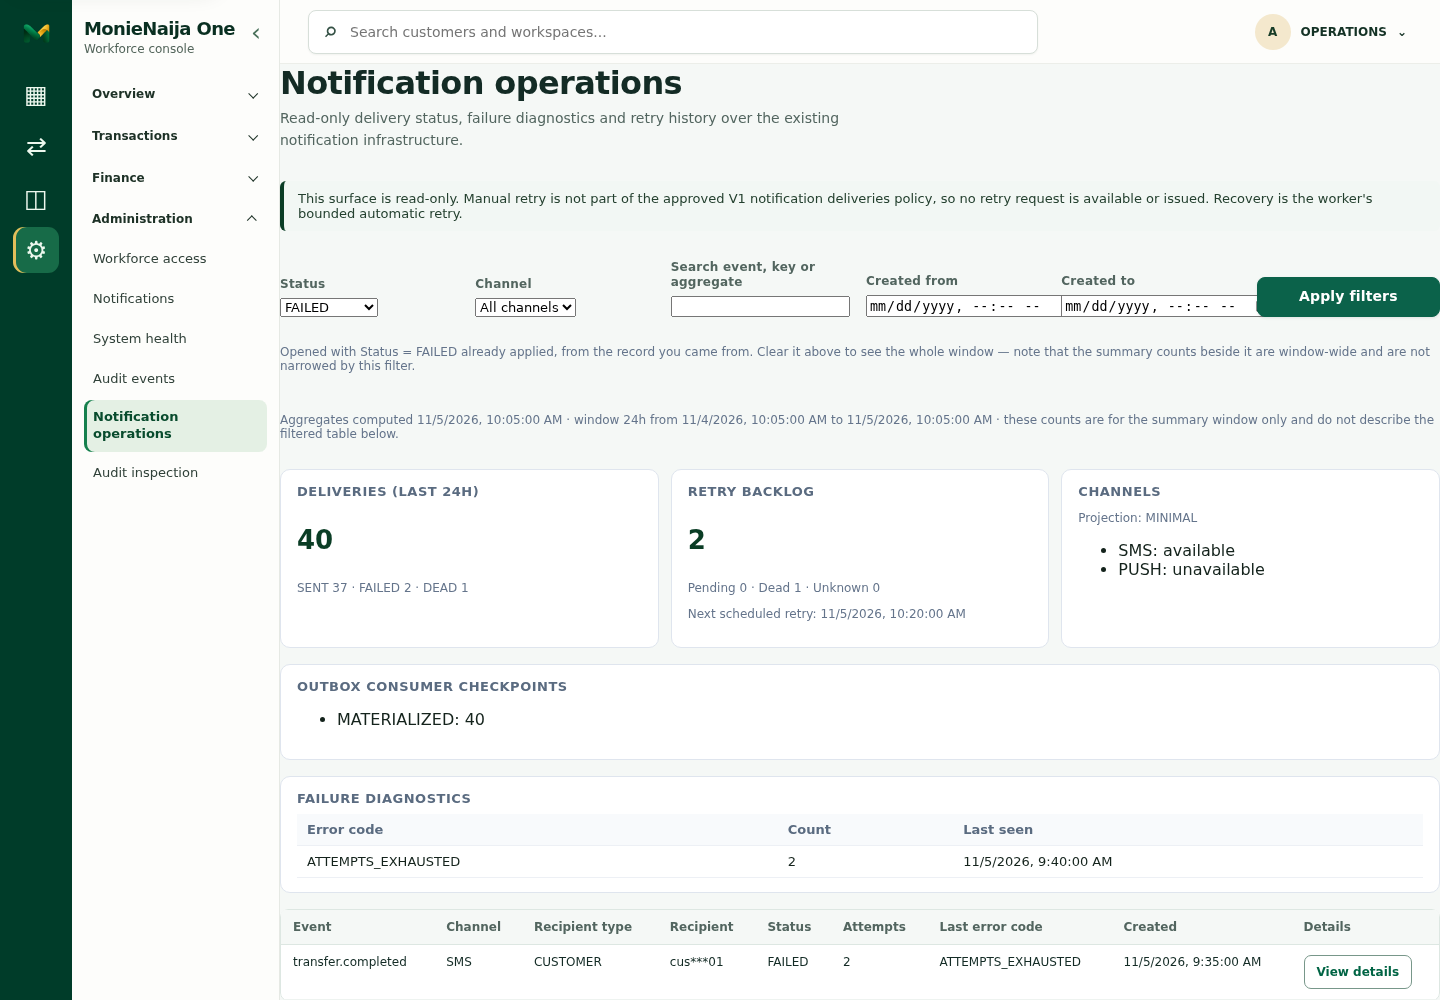 MonieNaija One
Workforce console
Search customers and workspaces...
A OPERATIONS
Overview
Transactions
Finance
Administration
Workforce access
Notifications
System health
Audit events
Notification
operations
Audit inspection
Notification operations
Read-only delivery status, failure diagnostics and retry history over the existing
notification infrastructure.
This surface is read-only. Manual retry is not part of the approved V1 notification deliveries policy, so no retry request is available or issued. Recovery is the worker's
bounded automatic retry.
Status
FAILED
Channel
All channels
Search event, key or
aggregate
Created from
mm/dd/yyyy, --:-- --
Created to
mm/dd/yyyy, --:-- --
Apply filters
Opened with Status = FAILED already applied, from the record you came from. Clear it above to see the whole window — note that the summary counts beside it are window-wide and are not
narrowed by this filter.
Aggregates computed 11/5/2026, 10:05:00 AM · window 24h from 11/4/2026, 10:05:00 AM to 11/5/2026, 10:05:00 AM · these counts are for the summary window only and do not describe the
filtered table below.
DELIVERIES (LAST 24H)
40
SENT 37 · FAILED 2 · DEAD 1
RETRY BACKLOG
2
Pending 0 · Dead 1 · Unknown 0
Next scheduled retry: 11/5/2026, 10:20:00 AM
CHANNELS
Projection: MINIMAL
• SMS: available
• PUSH: unavailable
OUTBOX CONSUMER CHECKPOINTS
• MATERIALIZED: 40
FAILURE DIAGNOSTICS
Error code Count Last seen
ATTEMPTS_EXHAUSTED 2 11/5/2026, 9:40:00 AM
Event Channel Recipient type Recipient Status Attempts Last error code Created Details
transfer.completed SMS CUSTOMER cus***01 FAILED 2 ATTEMPTS_EXHAUSTED 11/5/2026, 9:35:00 AM View details